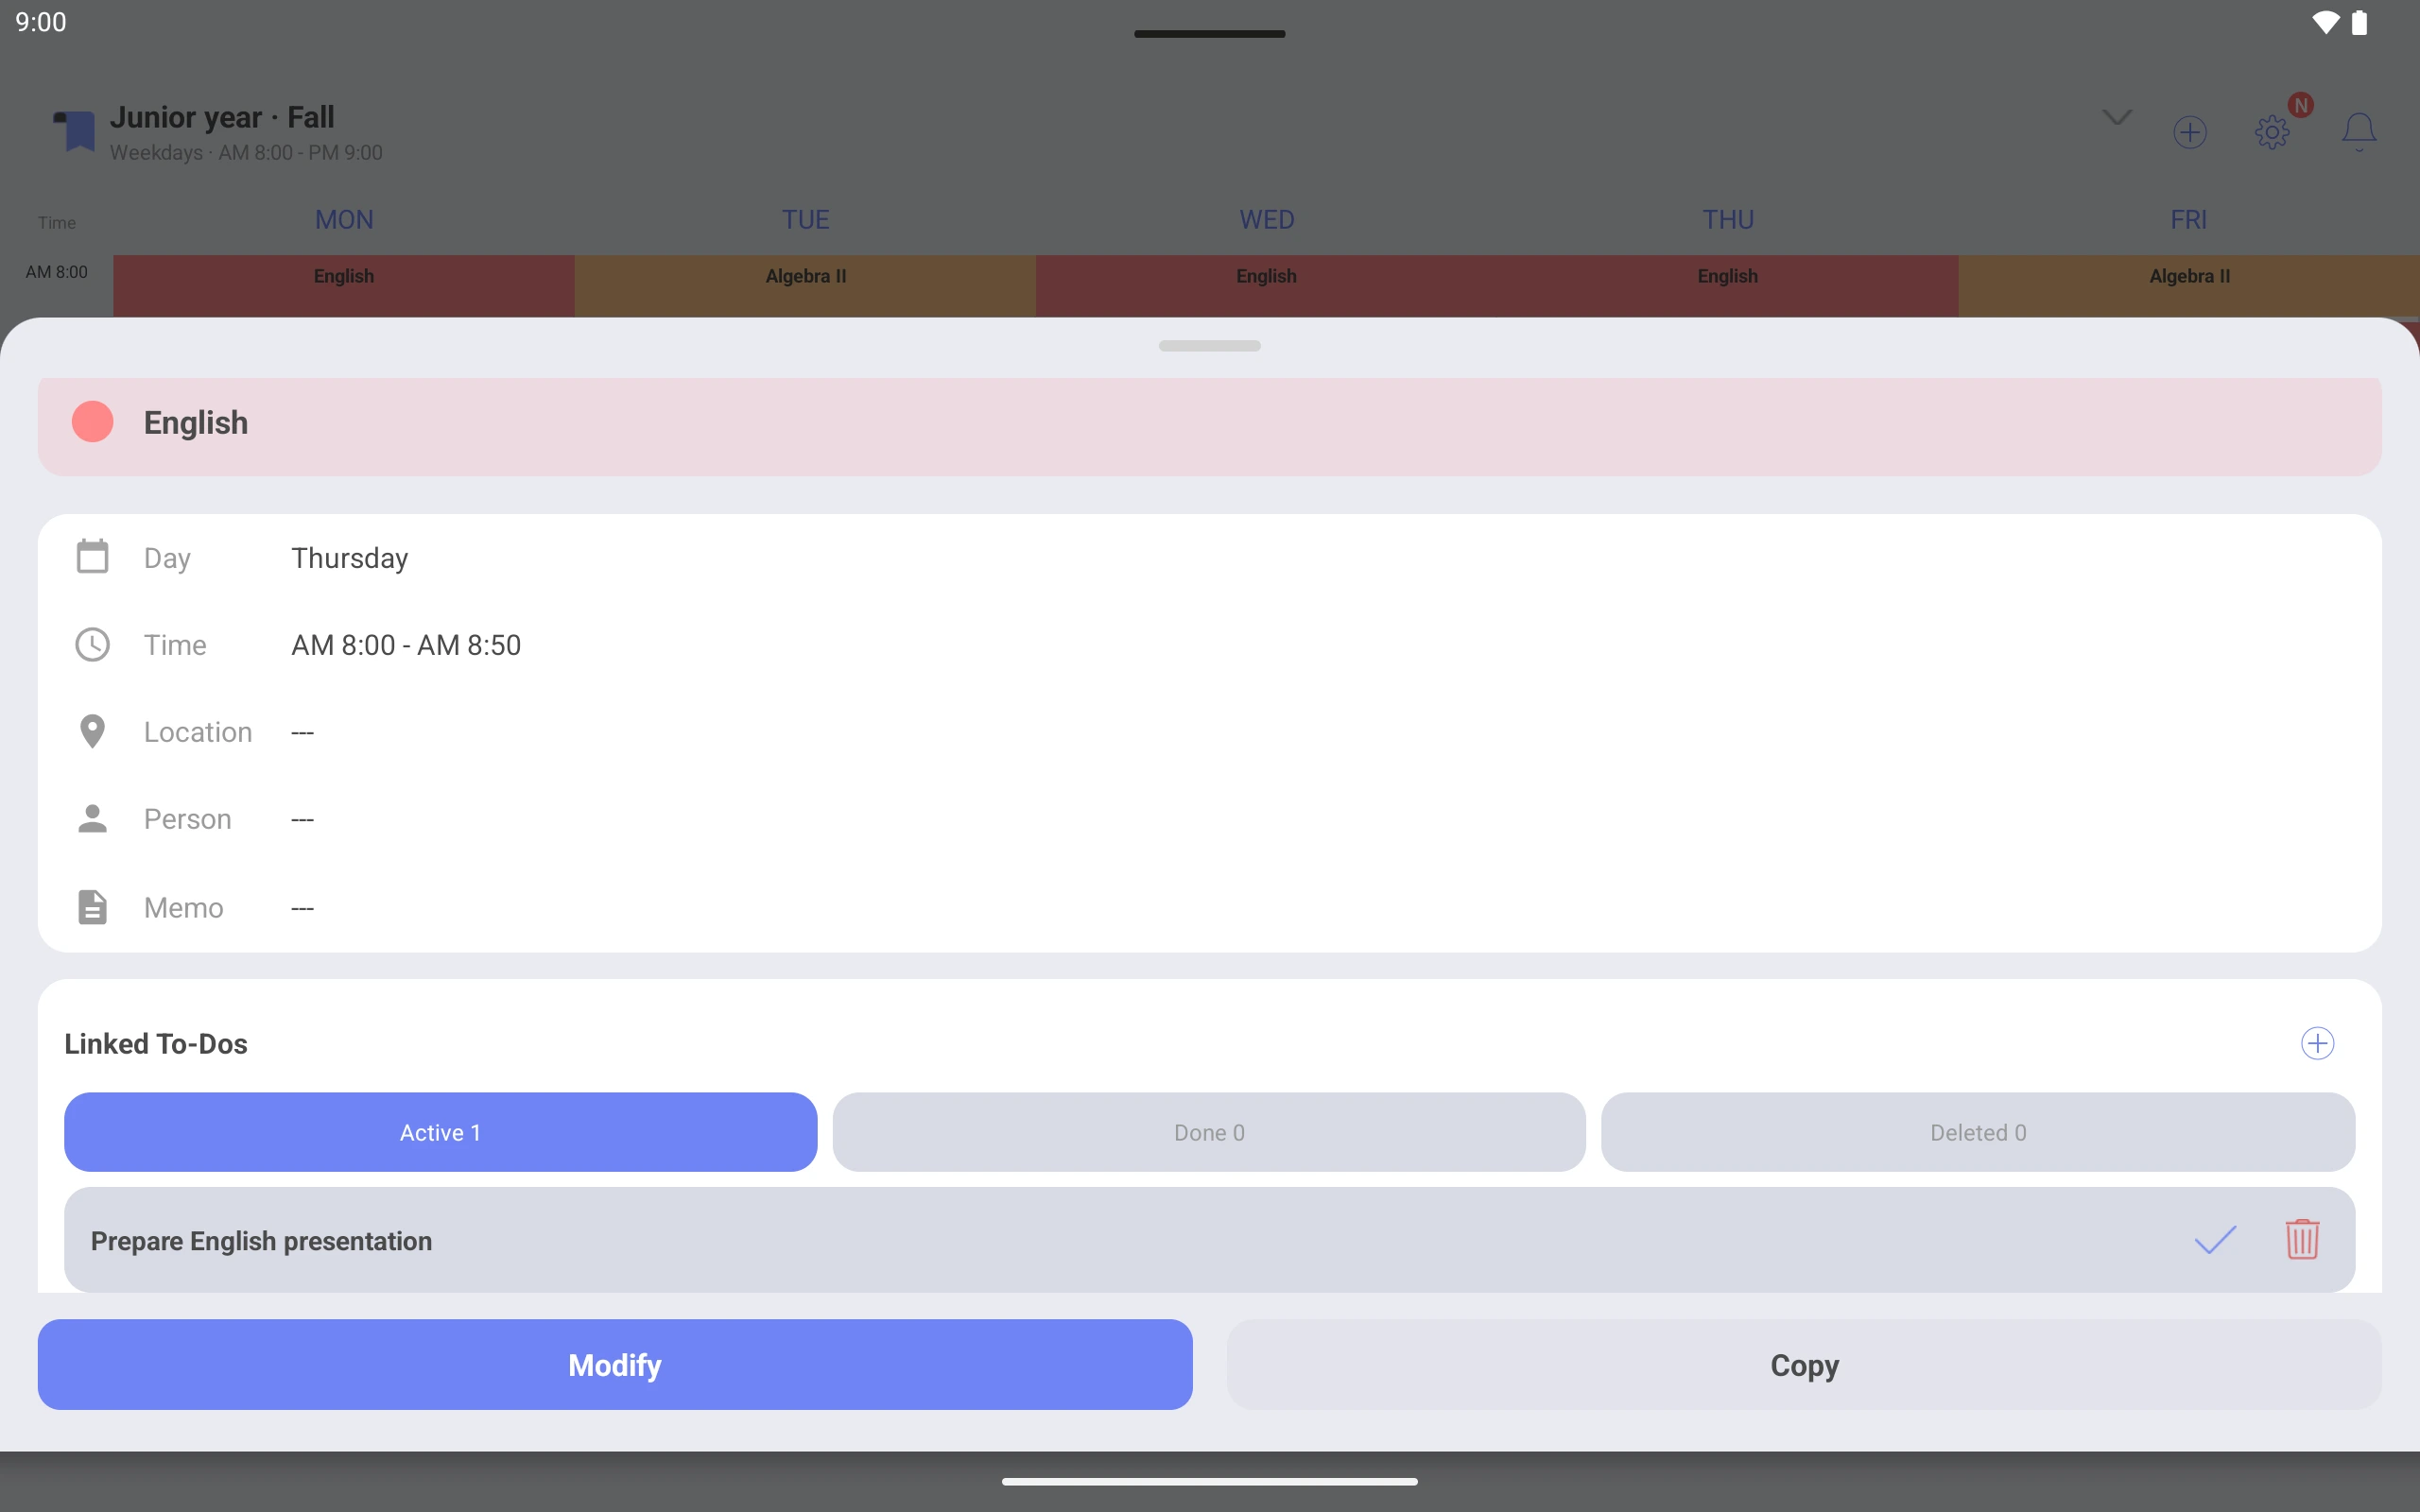 9:00
Junior year · Fall
N
Weekdays · AM 8:00 - PM 9:00
Time MON TUE WED THU FRI
AM 8:00 English Algebra II English English Algebra II
English
Day Thursday
Time AM 8:00 - AM 8:50
Location ---
Person ---
Memo ---
Linked To-Dos
Active 1 Done 0 Deleted 0
Prepare English presentation
Modify Copy